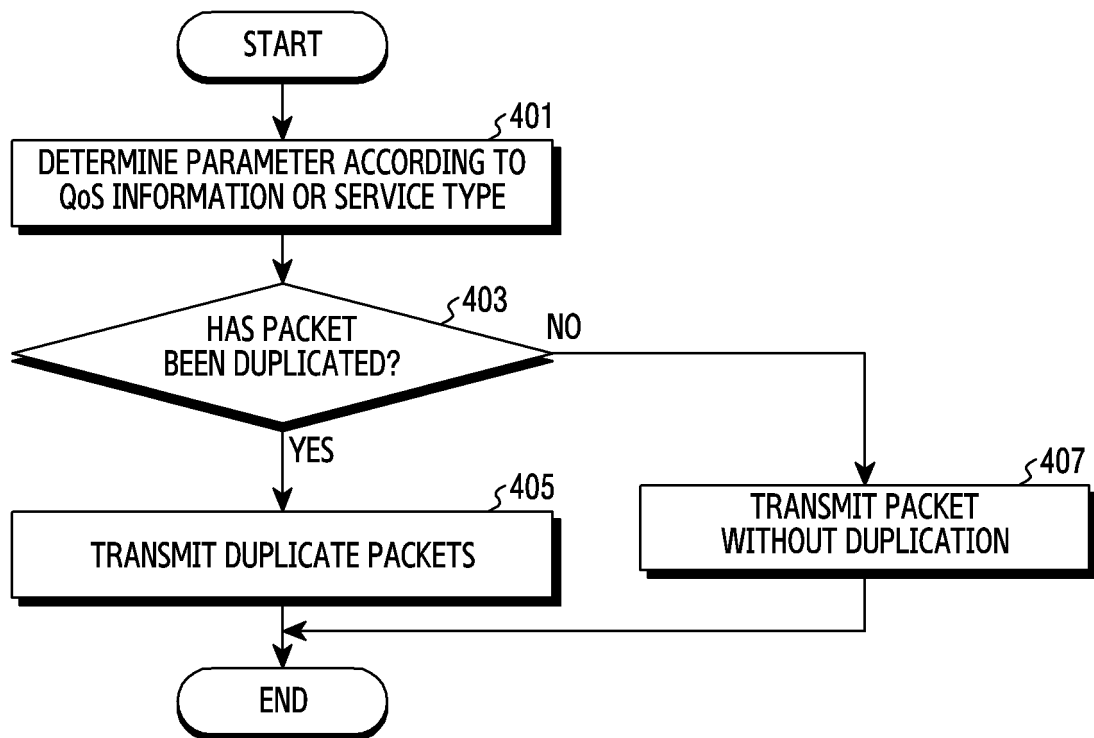 START
401
DETERMINE PARAMETER ACCORDING TO
QoS INFORMATION OR SERVICE TYPE
403
HAS PACKET
BEEN DUPLICATED?
NO
YES
405
TRANSMIT DUPLICATE PACKETS
407
TRANSMIT PACKET
WITHOUT DUPLICATION
END